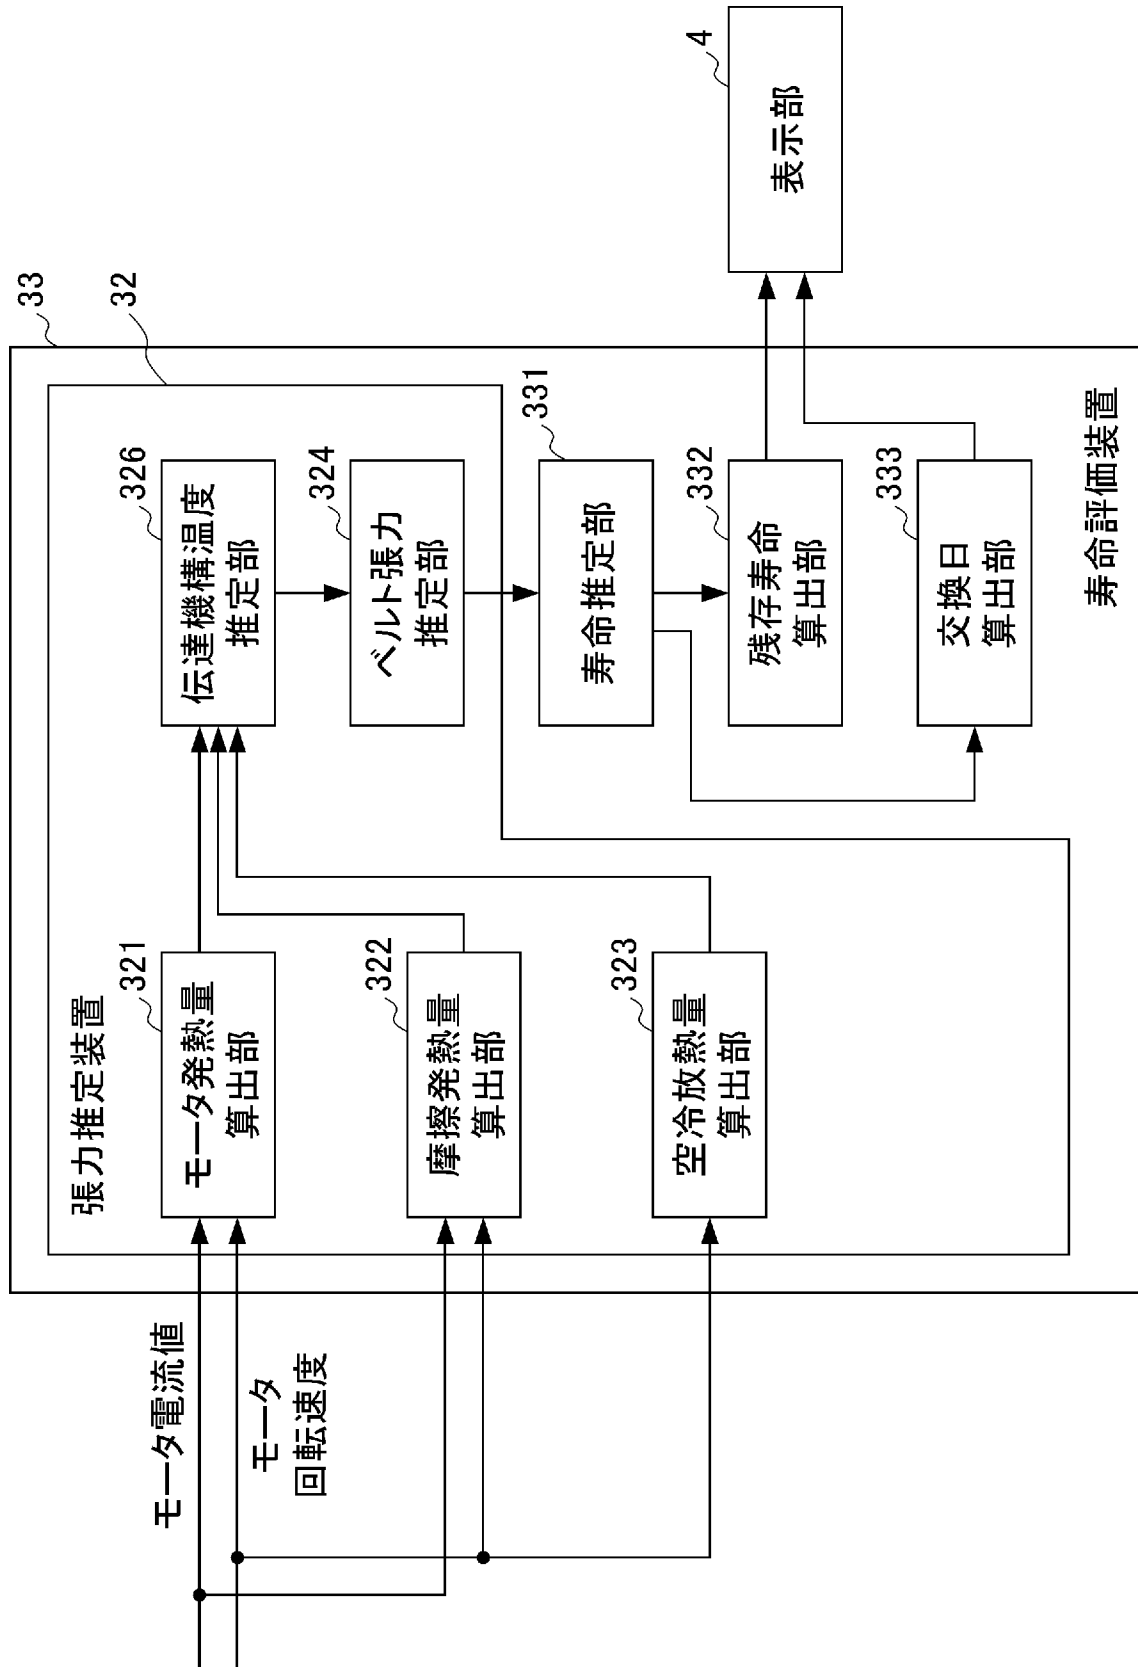 モータ電流値
モータ
回転速度
張力推定装置
321
モータ発熱量
算出部
322
摩擦発熱量
算出部
323
空冷放熱量
算出部
326
伝達機構温度
推定部
324
ベルト張力
推定部
331
寿命推定部
332
残存寿命
算出部
333
交換日
算出部
寿命評価装置
33
32
4
表示部